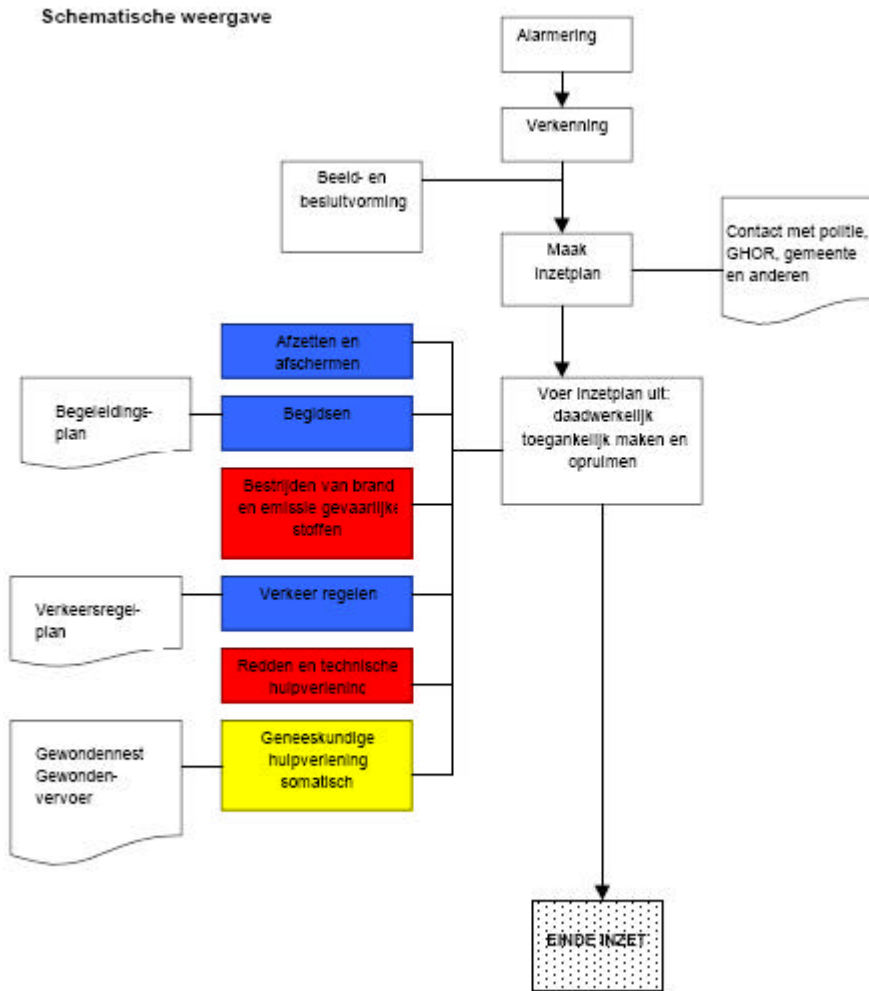 Schematische weergave
Alarmering
Verkenning
Beeld- en
besluitvorming
Maak
inzetplan
Contact met politie,
GHOR, gemeente
en anderen
Afzetten en
afschermen
Voer inzetplan uit:
daadwerkelijk
toegankelijk maken en
opruimen
Begeleidings-
plan
Begidsen
Bestrijden van brand
en emissie gevaarlijke
stoffen
Verkeersregel-
plan
Verkeer regelen
Redden en technische
hulpverlening
Gewondennest
Gewonden-
vervoer
Geneeskundige
hulpverlening
somatisch
EINDE INZET